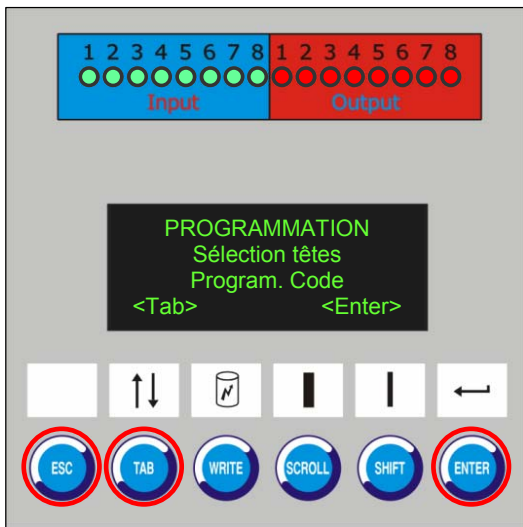 1 2 3 4 5 6 7 8 1 2 3 4 5 6 7 8
Input Output
PROGRAMMATION
Sélection têtes
Program. Code
<Tab> <Enter>
ESC TAB WRITE SCROLL SHIFT ENTER